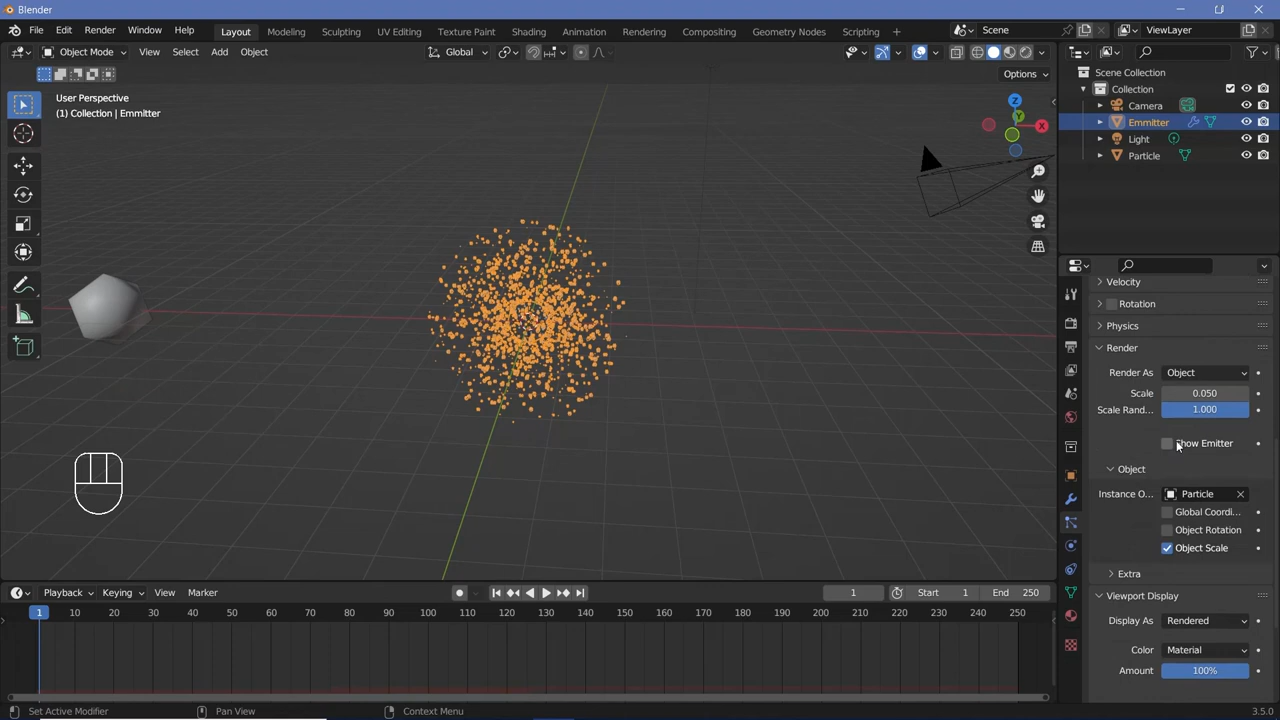 Blender
File Edit Render Window Help
Layout Modeling Sculpting UV Editing Texture Paint Shading Animation Rendering Compositing Geometry Nodes Scripting +
Scene
ViewLayer
Object Mode View Select Add Object
Global
Options
User Perspective
(1) Collection | Emmitter
Z
Y
X
Scene Collection
Collection
Camera
Emmitter
Light
Particle
Velocity
Rotation
Physics
Render
Render As Object
Scale 0.050
Scale Rand... 1.000
Show Emitter
Object
Instance O... Particle
Global Coordi...
Object Rotation
Object Scale
Extra
Viewport Display
Display As Rendered
Color Material
Amount 100%
Playback Keying View Marker
1 Start 1 End 250
1 10 20 30 40 50 60 70 80 90 100 110 120 130 140 150 160 170 180 190 200 210 220 230 240 250
Set Active Modifier Pan View Context Menu 3.5.0